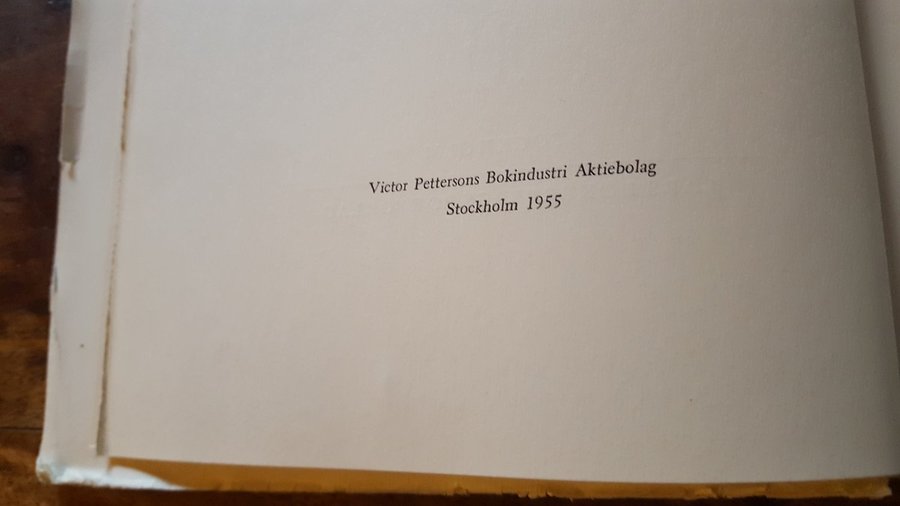 Victor Pettersons Bokindustri Aktiebolag
Stockholm 1955